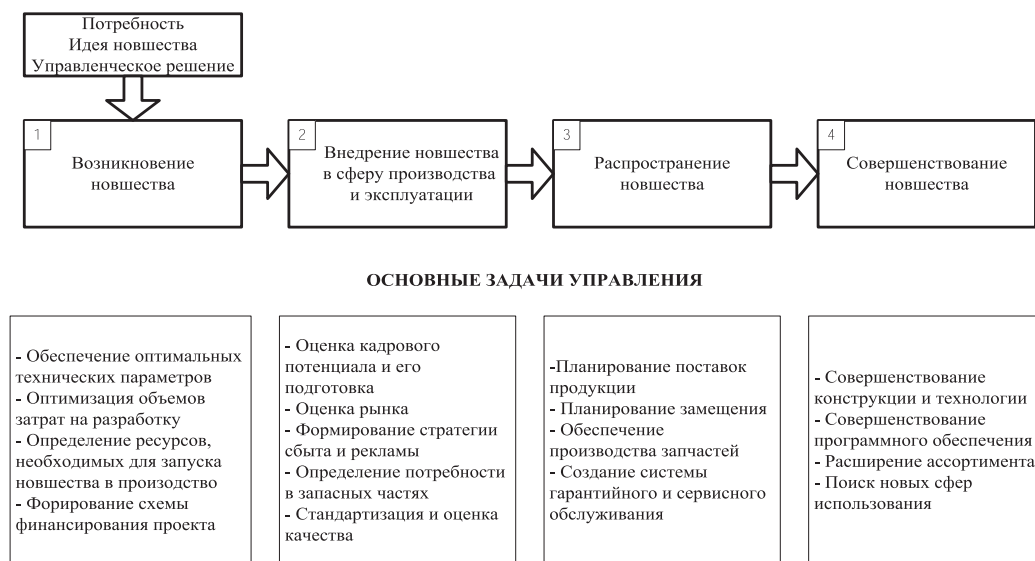 Потребность
Идея новшества
Управленческое решение
1
Возникновение
новшества
2
Внедрение новшества
в сферу производства
и эксплуатации
3
Распространение
новшества
4
Совершенствование
новшества
ОСНОВНЫЕ ЗАДАЧИ УПРАВЛЕНИЯ
- Обеспечение оптимальных
технических параметров
- Оптимизация объемов
затрат на разработку
- Определение ресурсов,
необходимых для запуска
новшества в произодство
- Форирование схемы
финансирования проекта
- Оценка кадрового
потенциала и его
подготовка
- Оценка рынка
- Формирование стратегии
сбыта и рекламы
- Определение потребности
в запасных частях
- Стандартизация и оценка
качества
-Планирование поставок
продукции
- Планирование замещения
- Обеспечение
производства запчастей
- Создание системы
гарантийного и сервисного
обслуживания
- Совершенствование
конструкции и технологии
- Совершенствование
программного обеспечения
- Расширение ассортимента
- Поиск новых сфер
использования